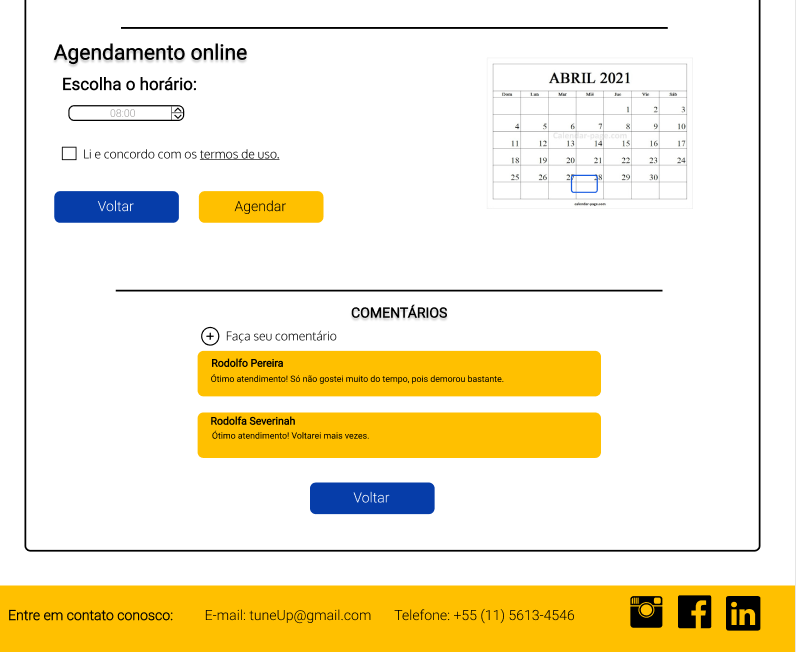 Agendamento online
Escolha o horário:
08:00
Li e concordo com os termos de uso.
Voltar
Agendar
ABRIL 2021
Dom Lun Mar Mié Jue Vie Sáb
1 2 3
4 5 6 7 8 9 10
Calendar-page.com
11 12 13 14 15 16 17
18 19 20 21 22 23 24
25 26 27 28 29 30
calendar-page.com
COMENTÁRIOS
Faça seu comentário
Rodolfo Pereira
Ótimo atendimento! Só não gostei muito do tempo, pois demorou bastante.
Rodolfa Severinah
Ótimo atendimento! Voltarei mais vezes.
Voltar
Entre em contato conosco: E-mail: tuneUp@gmail.com Telefone: +55 (11) 5613-4546